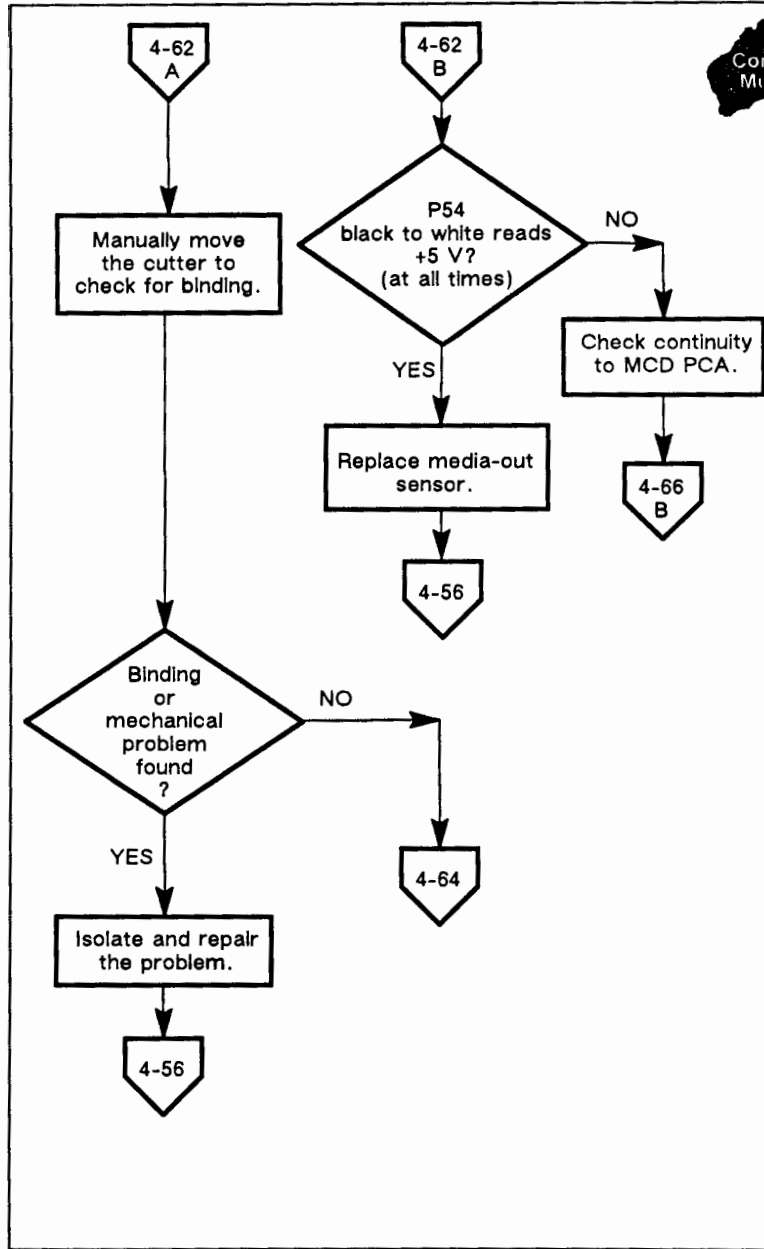 4-62
A
Manually move
the cutter to
check for binding.
Binding
or
mechanical
problem
found
?
NO
4-64
YES
Isolate and repair
the problem.
4-56
4-62
B
P54
black to white reads
+5 V?
(at all times)
NO
Check continuity
to MCD PCA.
4-66
B
YES
Replace media-out
sensor.
4-56